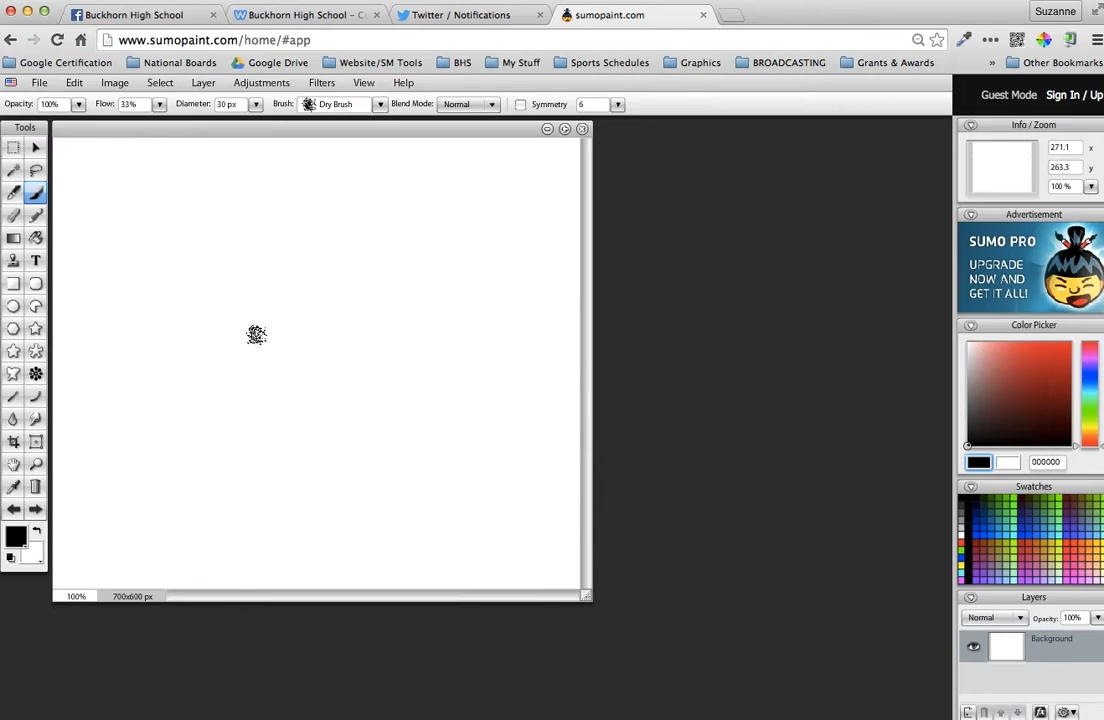 Buckhorn High School
Buckhorn High School – C
Twitter / Notifications
sumopaint.com
Suzanne
www.sumopaint.com/home/#app
Google Certification
National Boards
Google Drive
Website/SM Tools
BHS
My Stuff
Sports Schedules
Graphics
BROADCASTING
Grants & Awards
»
Other Bookmarks
File Edit Image Select Layer Adjustments Filters View Help
Opacity: 100% Flow: 33% Diameter: 30 px Brush: Dry Brush Blend Mode: Normal Symmetry 6
Guest Mode Sign In / Up
Tools
T
100% 700x600 px
Info / Zoom
271.1 x
263.3 y
100 %
Advertisement
SUMO PRO
UPGRADE
NOW AND
GET IT ALL!
Color Picker
000000
Swatches
Layers
Normal Opacity: 100%
Background